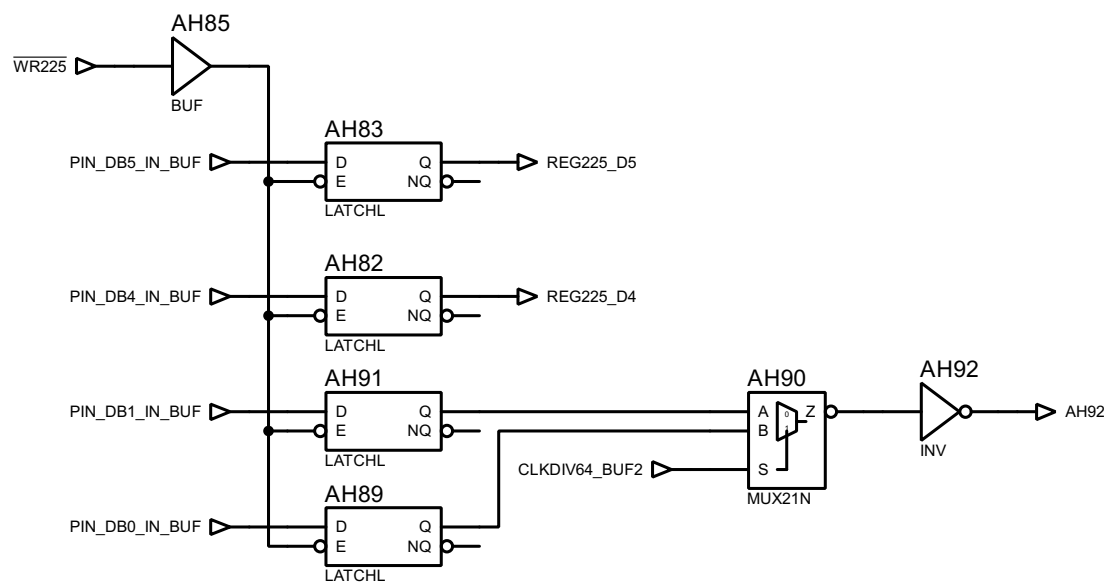 AH85
WR225
BUF
AH83
PIN_DB5_IN_BUF
D Q
REG225_D5
E NQ
LATCHL
AH82
PIN_DB4_IN_BUF
D Q
REG225_D4
E NQ
LATCHL
AH91
PIN_DB1_IN_BUF
D Q
E NQ
LATCHL
AH90
A 0 Z
B 1
CLKDIV64_BUF2
S
MUX21N
AH92
INV
AH92
AH89
PIN_DB0_IN_BUF
D Q
E NQ
LATCHL